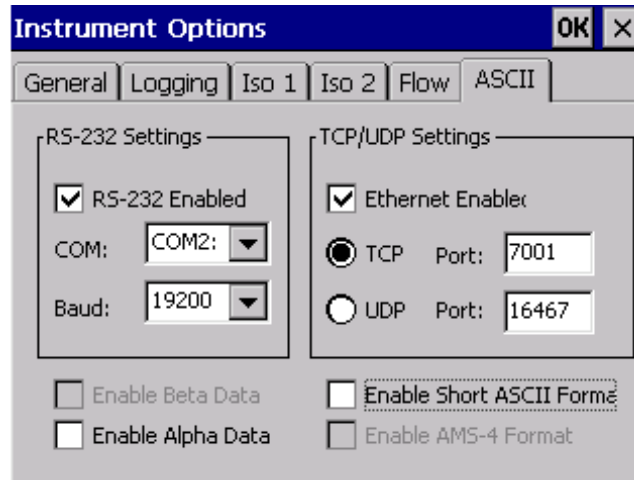 Instrument Options OK ×
General Logging Iso 1 Iso 2 Flow ASCII
RS-232 Settings
RS-232 Enabled
COM: COM2:
Baud: 19200
TCP/UDP Settings
Ethernet Enablec
TCP Port: 7001
UDP Port: 16467
Enable Beta Data
Enable Alpha Data
Enable Short ASCII Forma
Enable AMS-4 Format